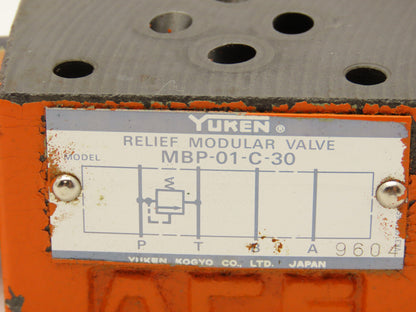 YUKEN ®
RELIEF MODULAR VALVE
MODEL MBP-01-C-30
P T B A 9604
YUKEN KOGYO CO., LTD. JAPAN